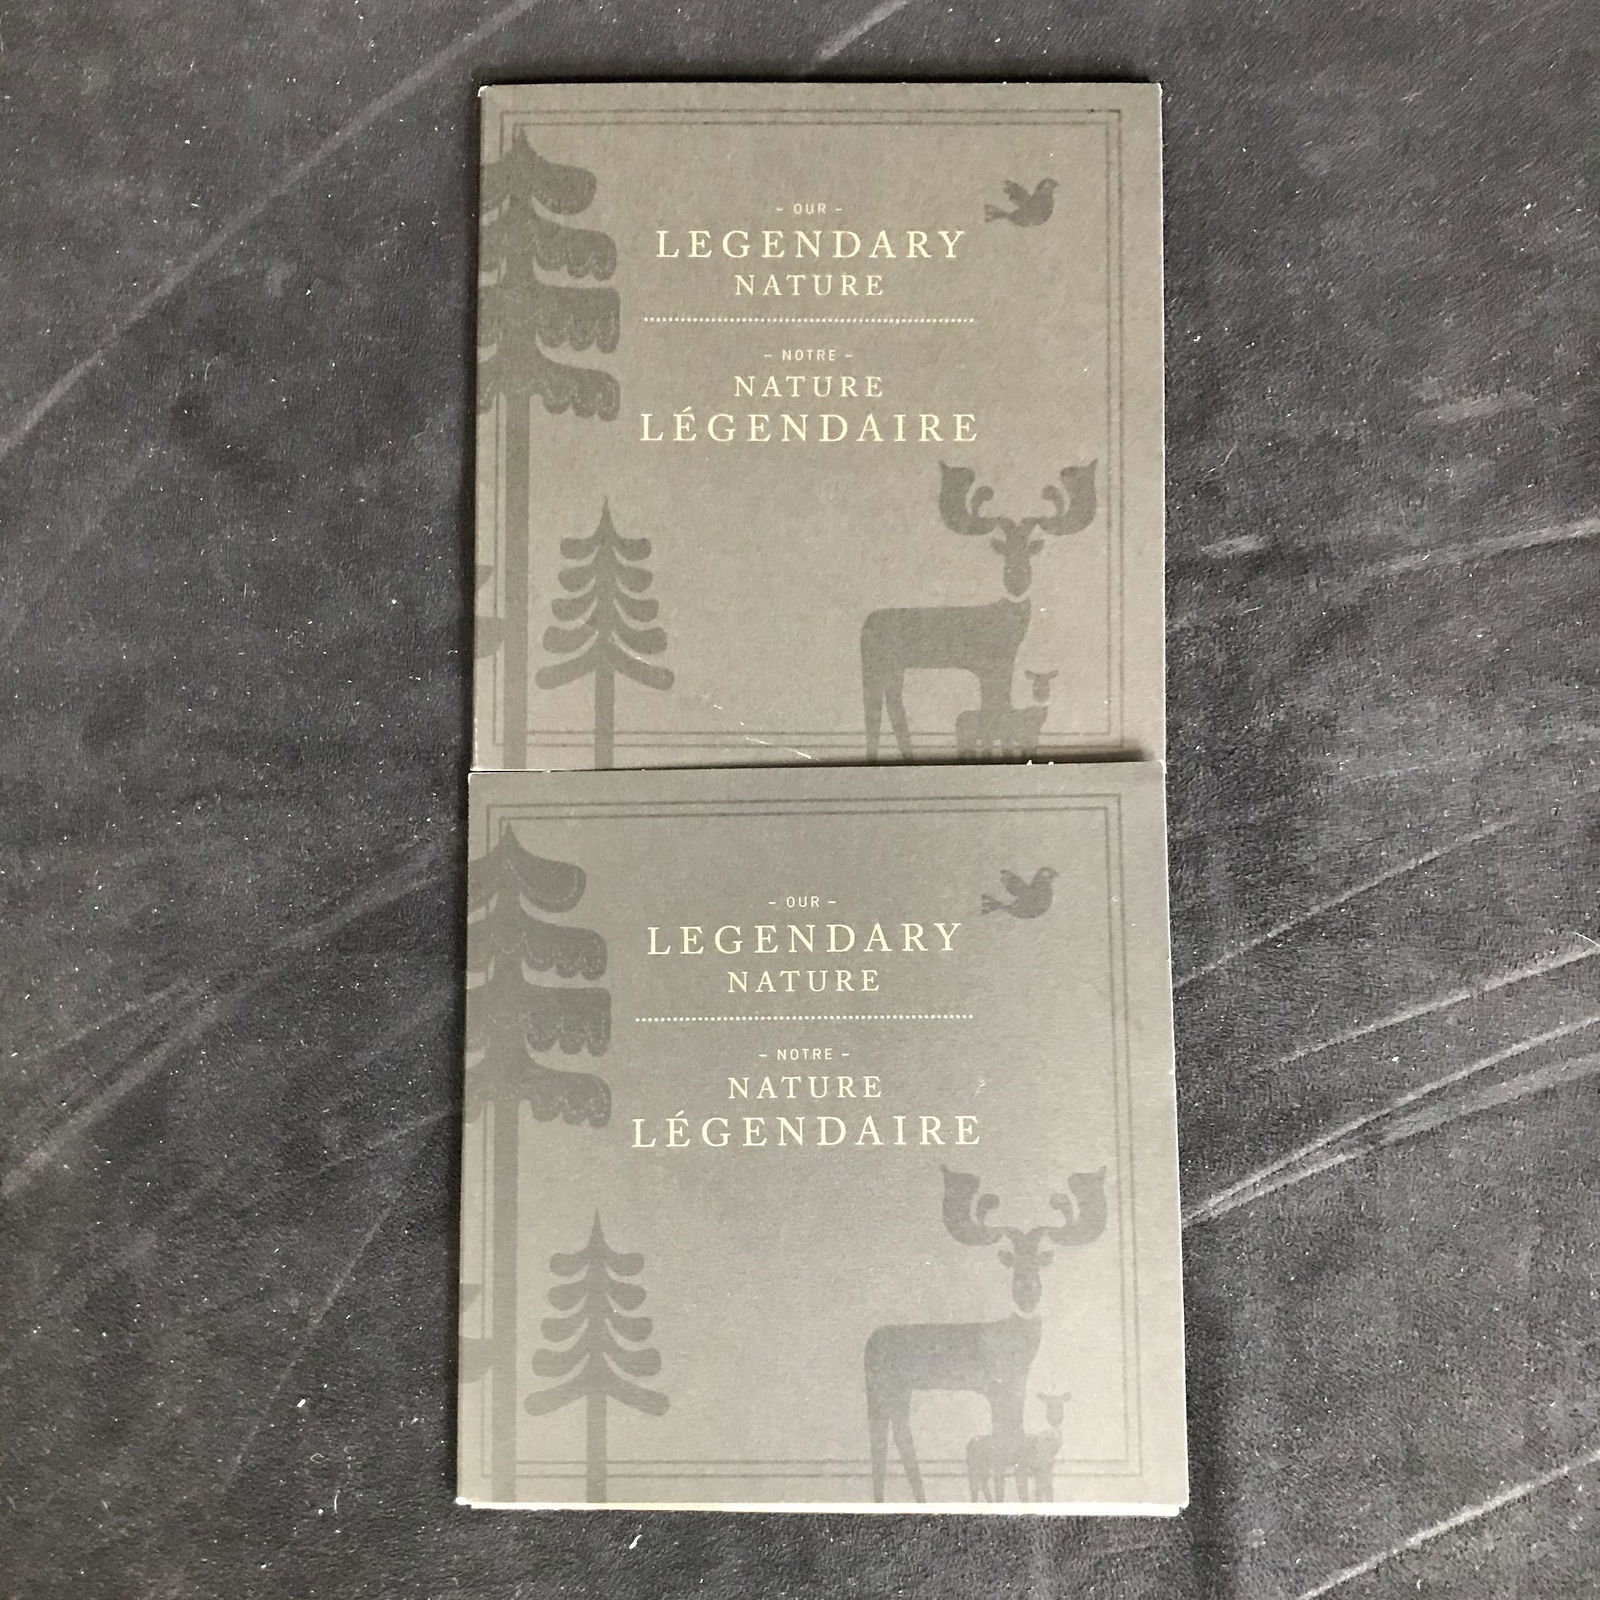 – OUR –
LEGENDARY
NATURE
– NOTRE –
NATURE
LÉGENDAIRE
– OUR –
LEGENDARY
NATURE
– NOTRE –
NATURE
LÉGENDAIRE